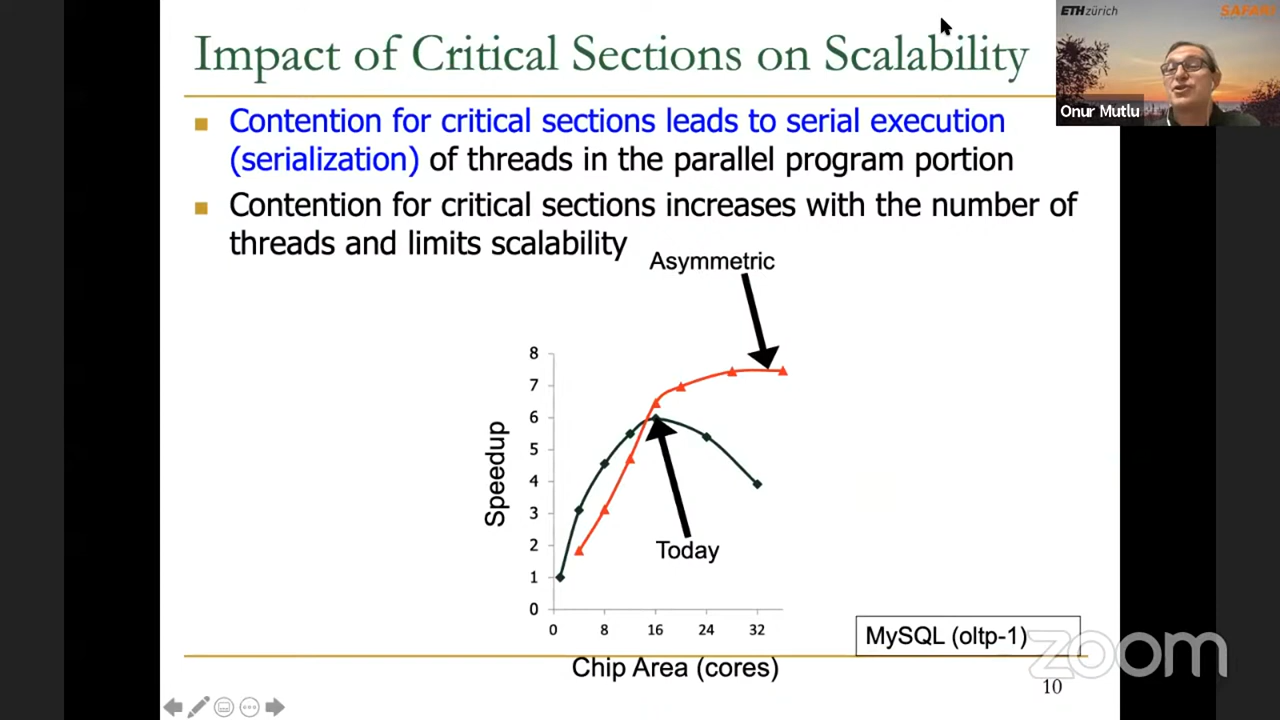 Impact of Critical Sections on Scalability
ETHzürich
SAFARI
Onur Mutlu
Contention for critical sections leads to serial execution
(serialization) of threads in the parallel program portion
Contention for critical sections increases with the number of
threads and limits scalability
Asymmetric
8
7
6
5
4
3
2
1
0
Speedup
Today
0 8 16 24 32
Chip Area (cores)
MySQL (oltp-1)
zoom
10